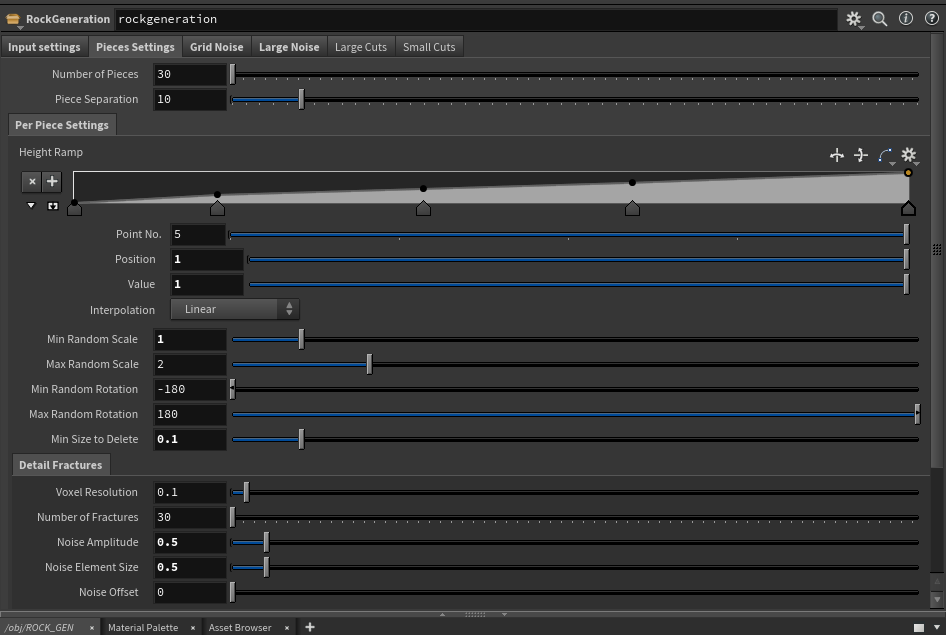 RockGeneration rockgeneration
Input settings Pieces Settings Grid Noise Large Noise Large Cuts Small Cuts
Number of Pieces 30
Piece Separation 10
Per Piece Settings
Height Ramp
Point No. 5
Position 1
Value 1
Interpolation Linear
Min Random Scale 1
Max Random Scale 2
Min Random Rotation -180
Max Random Rotation 180
Min Size to Delete 0.1
Detail Fractures
Voxel Resolution 0.1
Number of Fractures 30
Noise Amplitude 0.5
Noise Element Size 0.5
Noise Offset 0
/obj/ROCK_GEN × Material Palette × Asset Browser × +